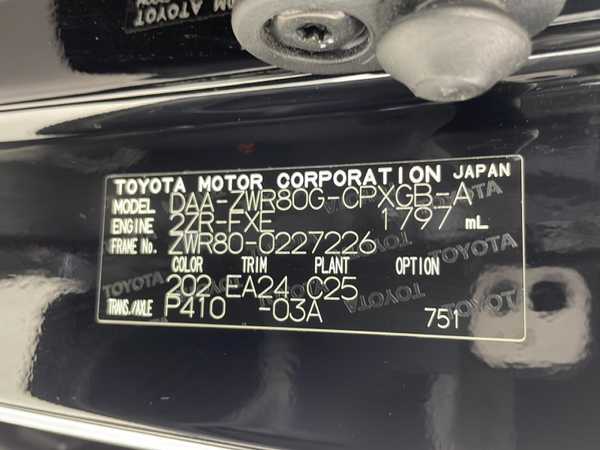 TOYOTA MOTOR CORPORATION JAPAN
MODEL DAA-ZWR80G-CPXGB-A
ENGINE 2ZR-FXE 1797 mL
FRAME No. ZWR80-0227226
COLOR TRIM PLANT OPTION
202 EA24 C25
TRANS./AXLE P410 -03A 751